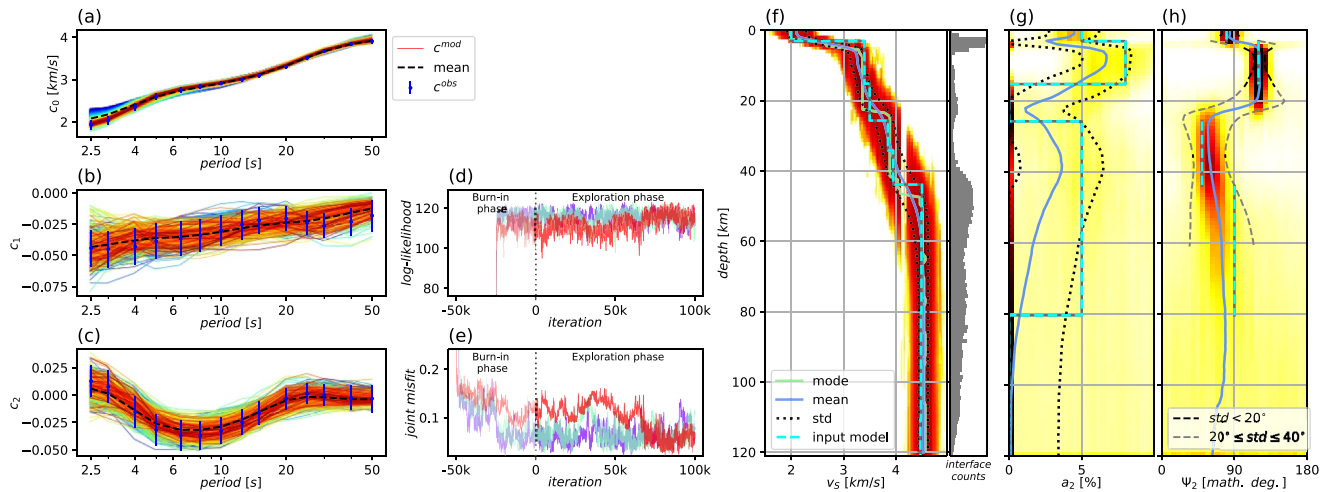 (a)
4
3
2
c0 [km/s]
2.5 4 6 10 20 30 50
period [s]
c^mod
mean
c^obs
(b)
0.000
−0.025
−0.050
−0.075
c1
2.5 4 6 10 20 30 50
period [s]
(c)
0.025
0.000
−0.025
−0.050
c2
2.5 4 6 10 20 30 50
period [s]
(d)
Burn-in
phase
Exploration phase
120
100
80
log-likelihood
-50k 0 50k 100k
iteration
(e)
Burn-in
phase
Exploration phase
0.2
0.1
joint misfit
-50k 0 50k 100k
iteration
(f)
0
20
40
60
80
100
120
depth [km]
mode
mean
std
input model
2 3 4
vS [km/s]
interface
counts
(g)
0 5
a2 [%]
(h)
std < 20°
20° ≤ std ≤ 40°
0 90 180
Ψ2 [math. deg.]